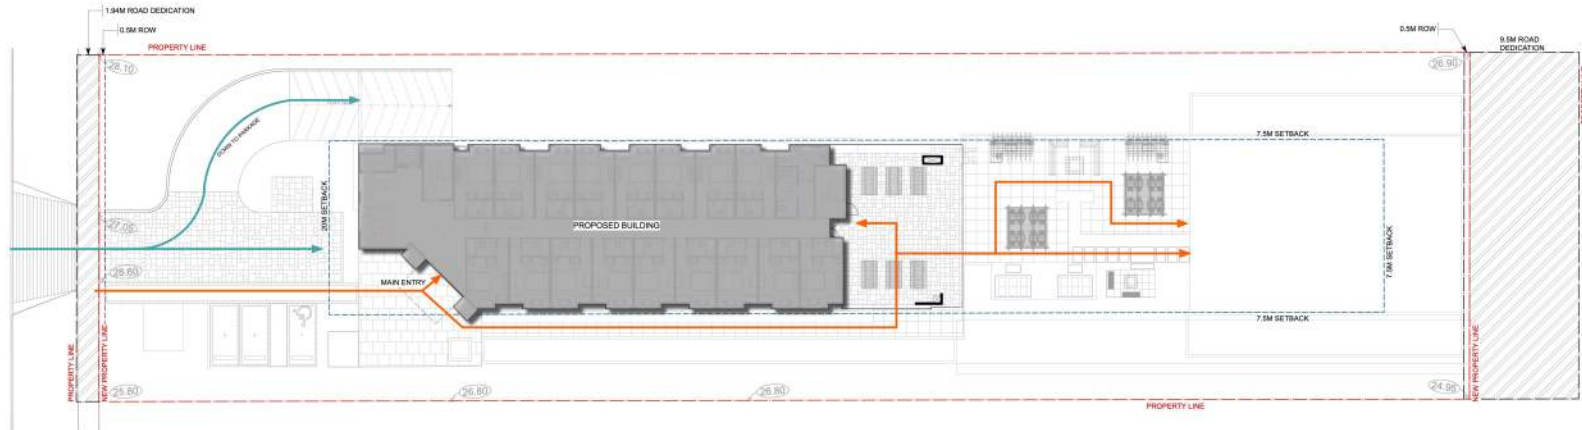 1.94M ROAD DEDICATION
0.5M ROW
PROPERTY LINE
0.5M ROW
9.5M ROAD
DEDICATION
26.10
26.90
DOWN TO PARKADE
7.5M SETBACK
20M SETBACK
27.05
PROPOSED BUILDING
26.60
MAIN ENTRY
7.5M SETBACK
7.5M SETBACK
PROPERTY LINE
NEW PROPERTY LINE
25.80
26.80
26.80
24.95
NEW PROPERTY LINE
PROPERTY LINE